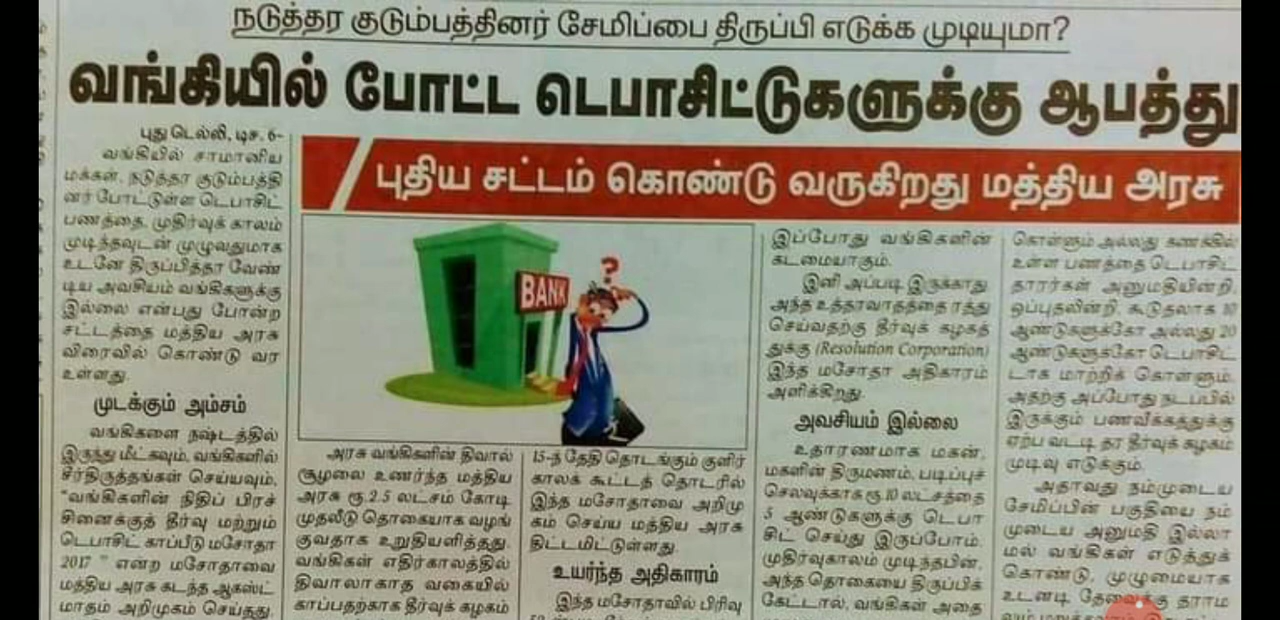 நடுத்தர குடும்பத்தினர் சேமிப்பை திருப்பி எடுக்க முடியுமா?
வங்கியில் போட்ட டெபாசிட்டுகளுக்கு ஆபத்து
புதிய சட்டம் கொண்டு வருகிறது மத்திய அரசு
புது டெல்லி, டிச. 6-
வங்கியில் சாமானிய
மக்கள், நடுத்தர குடும்பத்தி
னர் போட்டுள்ள டெபாசிட்
பணத்தை, முதிர்வுக் காலம்
முடிந்தவுடன் முழுவதுமாக
உடனே திருப்பித்தர வேண்
டிய அவசியம் வங்கிகளுக்கு
இல்லை என்பது போன்ற
சட்டத்தை மத்திய அரசு
விரைவில் கொண்டு வர
உள்ளது.
முடக்கும் அம்சம்
வங்கிகளை நஷ்டத்தில்
இருந்து மீட்கவும், வங்கிகளில்
சீர்திருத்தங்கள் செய்யவும்,
"வங்கிகளின் நிதிப் பிரச்
சினைக்குத் தீர்வு மற்றும்
டெபாசிட் காப்பீடு மசோதா
2017 " என்ற மசோதாவை
மத்திய அரசு கடந்த ஆகஸ்ட்
மாதம் அறிமுகம் செய்தது.
BANK
அரசு வங்கிகளின் திவால்
சூழலை உணர்ந்த மத்திய
அரசு ரூ.2.5 லட்சம் கோடி
முதலீடு தொகையாக வழங்
குவதாக உறுதியளித்தது.
வங்கிகள் எதிர்காலத்தில்
திவாலாகாத வகையில்
காப்பதற்காக தீர்வுக் கழகம்
15-ந் தேதி தொடங்கும் குளிர்
காலக் கூட்டத் தொடரில்
இந்த மசோதாவை அறிமு
கம் செய்ய மத்திய அரசு
திட்டமிட்டுள்ளது.
உயர்ந்த அதிகாரம்
இந்த மசோதாவில் பிரிவு
இப்போது வங்கிகளின்
கடமையாகும்.
இனி அப்படி இருக்காது
அந்த உத்தரவாதத்தை ரத்து
செய்வதற்கு தீர்வுக் கழகத்
துக்கு (Resolution Corporation)
இந்த மசோதா அதிகாரம்
அளிக்கிறது.
அவசியம் இல்லை
உதாரணமாக மகன்,
மகளின் திருமணம், படிப்புச்
செலவுக்காக ரூ.10 லட்சத்தை
5 ஆண்டுகளுக்கு டெபா
சிட் செய்து இருப்போம்.
முதிர்வுகாலம் முடிந்தபின்,
அந்த தொகையை திருப்பிக்
கேட்டால், வங்கிகள் அதை
கொள்ளும் அல்லது கணக்கில்
உள்ள பணத்தை டெபாசிட்
தாரர்கள் அனுமதியின்றி,
ஒப்புதலின்றி, கூடுதலாக 10
ஆண்டுகளுக்கோ அல்லது 20
ஆண்டுகளுக்கோ டெபாசிட்
டாக மாற்றிக் கொள்ளும்.
அதற்கு அப்போது நடப்பில்
இருக்கும் பணவீக்கத்துக்கு
ஏற்ப வட்டி தர தீர்வுக் கழகம்
முடிவு எடுக்கும்.
அதாவது நம்முடைய
சேமிப்பின் பகுதியை நம்
முடைய அனுமதி இல்லா
மல் வங்கிகள் எடுத்துக்
கொண்டு, முழுமையாக
உடனடி தேவைக்கு தராம